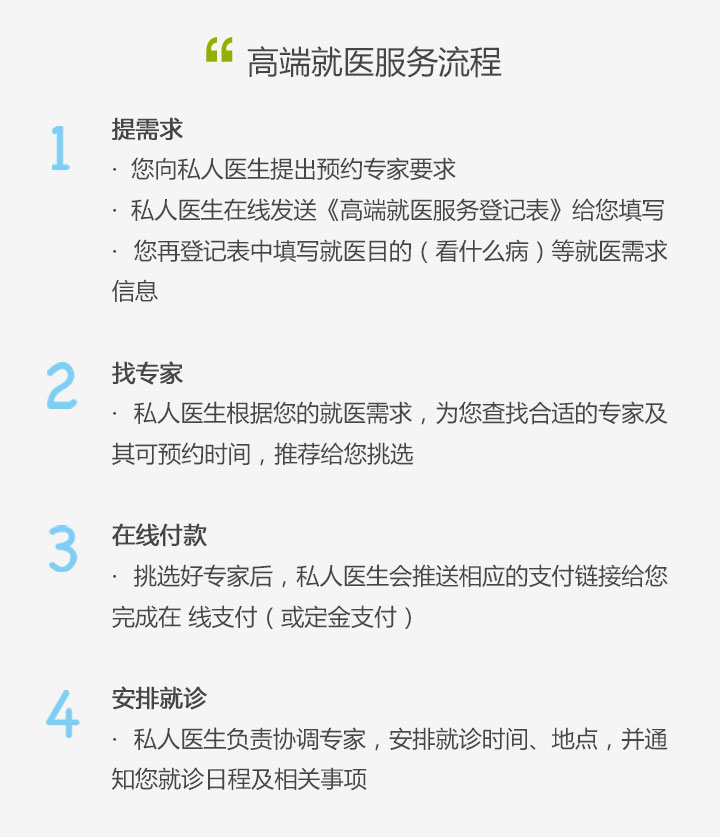 “ 高端就医服务流程
1 提需求
· 您向私人医生提出预约专家要求
· 私人医生在线发送《高端就医服务登记表》给您填写
· 您再登记表中填写就医目的（看什么病）等就医需求
信息
2 找专家
· 私人医生根据您的就医需求，为您查找合适的专家及
其可预约时间，推荐给您挑选
3 在线付款
· 挑选好专家后，私人医生会推送相应的支付链接给您
完成在 线支付（或定金支付）
4 安排就诊
· 私人医生负责协调专家，安排就诊时间、地点，并通
知您就诊日程及相关事项